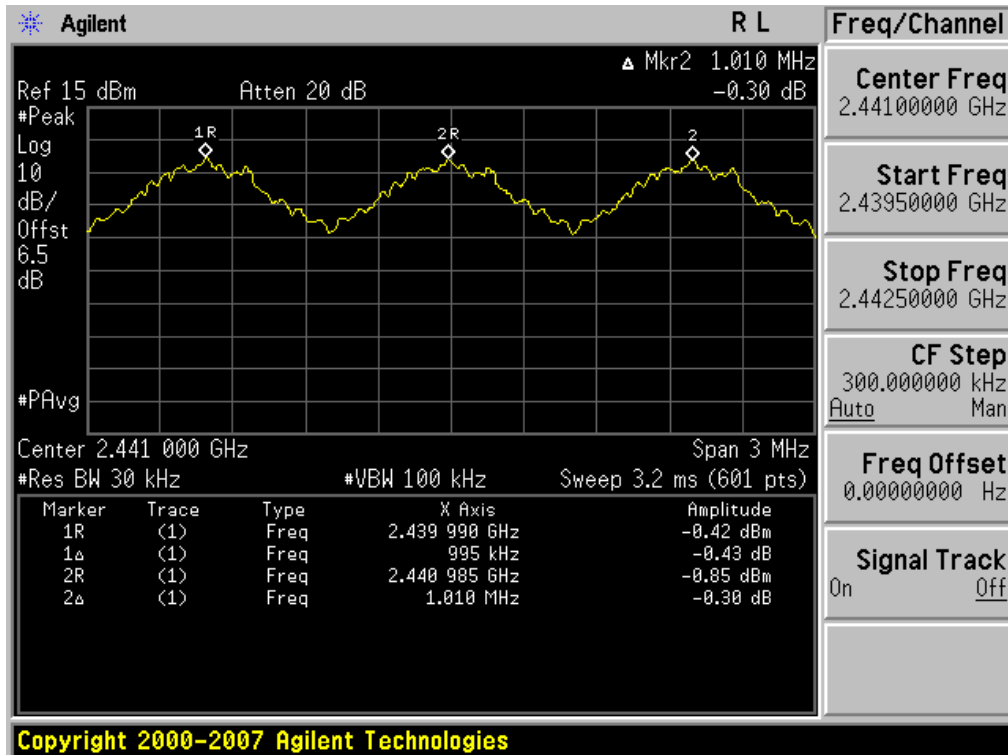 Agilent
R L
Freq/Channel
Δ Mkr2 1.010 MHz
Ref 15 dBm Atten 20 dB -0.30 dB
#Peak
Log
10
dB/
Offst
6.5
dB
1R
2R
2
#PAvg
Center 2.441 000 GHz Span 3 MHz
#Res BW 30 kHz #VBW 100 kHz Sweep 3.2 ms (601 pts)
Marker Trace Type X Axis Amplitude
1R (1) Freq 2.439 990 GHz -0.42 dBm
1Δ (1) Freq 995 kHz -0.43 dB
2R (1) Freq 2.440 985 GHz -0.85 dBm
2Δ (1) Freq 1.010 MHz -0.30 dB
Center Freq
2.44100000 GHz
Start Freq
2.43950000 GHz
Stop Freq
2.44250000 GHz
CF Step
300.000000 kHz
Auto Man
Freq Offset
0.00000000 Hz
Signal Track
On Off
Copyright 2000-2007 Agilent Technologies